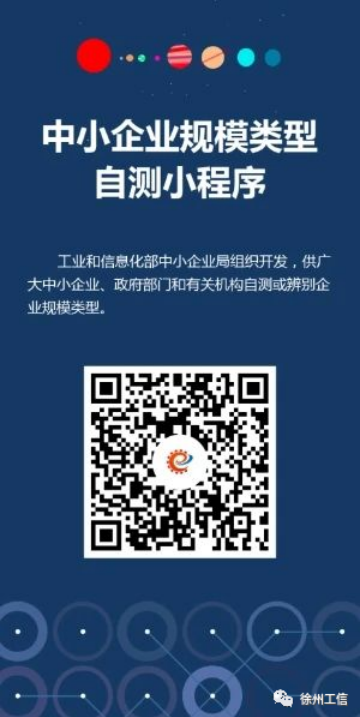 中小企业规模类型
自测小程序
工业和信息化部中小企业局组织开发，供广
大中小企业、政府部门和有关机构自测或辨别企
业规模类型。
徐州工信